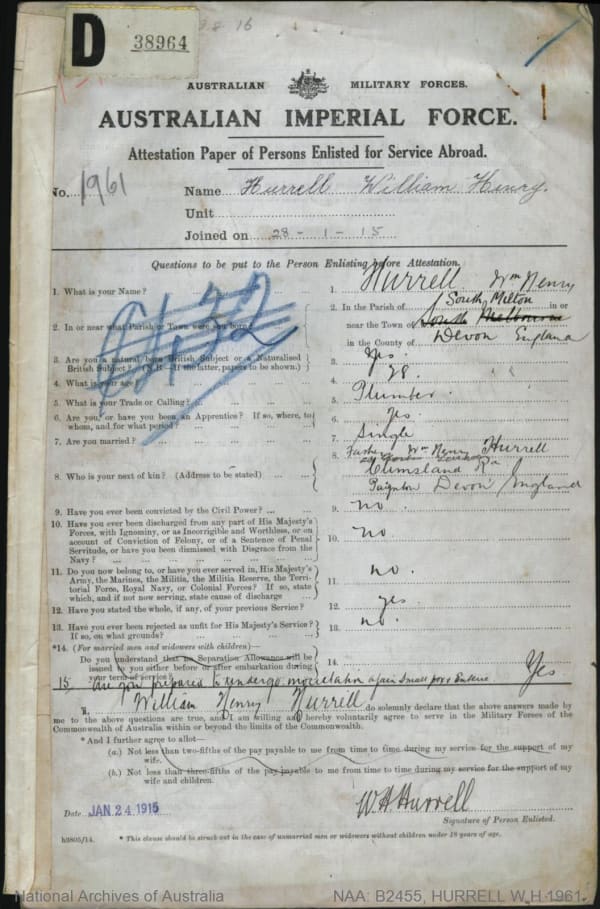 D 38964
AUSTRALIAN MILITARY FORCES.
AUSTRALIAN IMPERIAL FORCE.
Attestation Paper of Persons Enlisted for Service Abroad.
No. 1961 Name Hurrell William Henry.
Unit
Joined on 28 - 1 - 15
Questions to be put to the Person Enlisting before Attestation.
1. What is your Name? 1. Hurrell Wm Henry
2. In or near what Parish or Town were you born? 2. In the Parish of South Milton in or
near the Town of South Melbourne
in the County of Devon England
3. Are you a natural born British Subject or a Naturalised
British Subject? (N.B.—If the latter, papers to be shown.) 3. Yes.
4. What is your age? 4. 28.
5. What is your Trade or Calling? 5. Plumber.
6. Are you, or have you been, an Apprentice? If so, where, to
whom, and for what period? 6. Yes
7. Are you married? 7. Single
8. Who is your next of kin? (Address to be stated) 8. Father Wm Henry Hurrell
Climsland Rd
Paignton Devon England
9. Have you ever been convicted by the Civil Power? 9. no
10. Have you ever been discharged from any part of His Majesty's
Forces, with Ignominy, or as Incorrigible and Worthless, or on
account of Conviction of Felony, or of a Sentence of Penal
Servitude, or have you been Dismissed with Disgrace from the
Navy? 10. no
11. Do you now belong to, or have you ever served in, His Majesty's
Army, the Marines, the Militia, the Militia Reserve, the Terri-
torial Force, Royal Navy, or Colonial Forces? If so, state
which, and if not now serving, state cause of discharge 11. no.
12. Have you stated the whole, if any, of your previous Service? 12. yes
13. Have you ever been rejected as unfit for His Majesty's Service?
If so, on what grounds? 13. no.
*14. (For married men and widowers with children)—
Do you understand that no Separation Allowance will be
issued to you either before or after embarkation during
your term of service? 14.
15. are you prepared to undergo inoculation against Small pox & Enteric Yes
I, William Henry Hurrell do solemnly declare that the above answers made by
me to the above questions are true, and I am willing and hereby voluntarily agree to serve in the Military Forces of the
Commonwealth of Australia within or beyond the limits of the Commonwealth.
* And I further agree to allot—
(a.) Not less than two-fifths of the pay payable to me from time to time during my service for the support of my
wife.
(b.) Not less than three-fifths of the pay payable to me from time to time during my service for the support of my
wife and children.
Date JAN 24 1915 W H Hurrell
Signature of Person Enlisted.
* This clause should be struck out in the case of unmarried men or widowers without children under 18 years of age.
National Archives of Australia NAA: B2455, HURRELL W H 1961